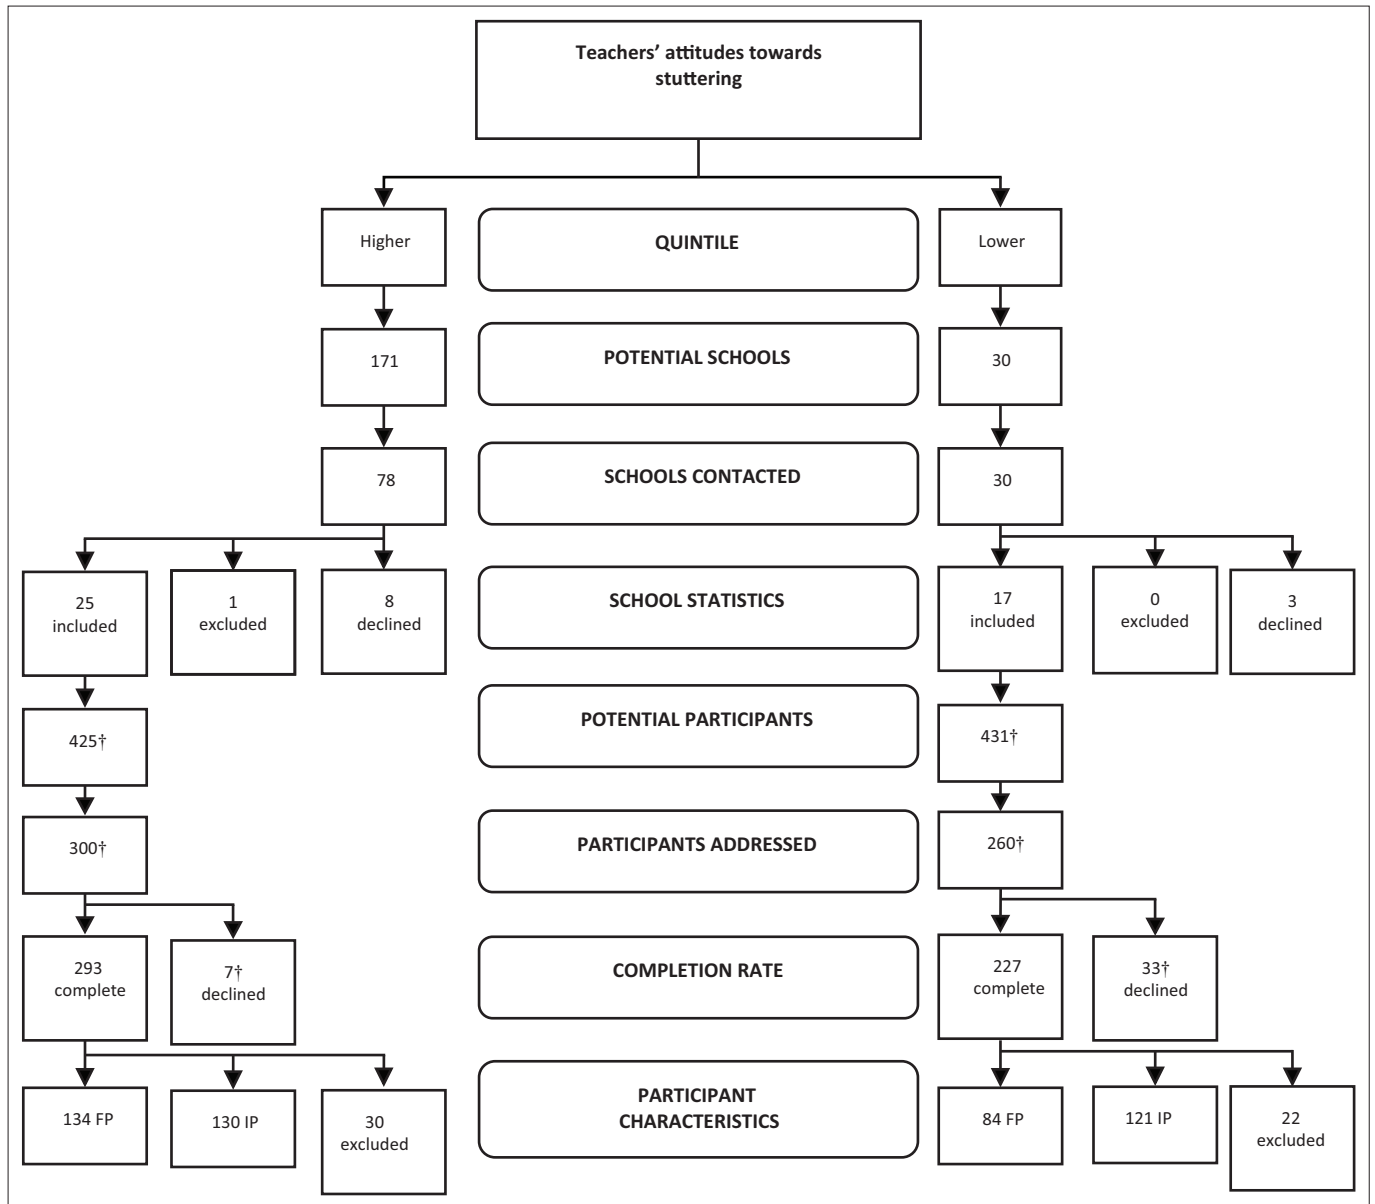 Teachers’ attitudes towards
stuttering
Higher
QUINTILE
Lower
171
POTENTIAL SCHOOLS
30
78
SCHOOLS CONTACTED
30
25
included
1
excluded
8
declined
SCHOOL STATISTICS
17
included
0
excluded
3
declined
425†
POTENTIAL PARTICIPANTS
431†
300†
PARTICIPANTS ADDRESSED
260†
293
complete
7†
declined
COMPLETION RATE
227
complete
33†
declined
134 FP
130 IP
30
excluded
PARTICIPANT
CHARACTERISTICS
84 FP
121 IP
22
excluded